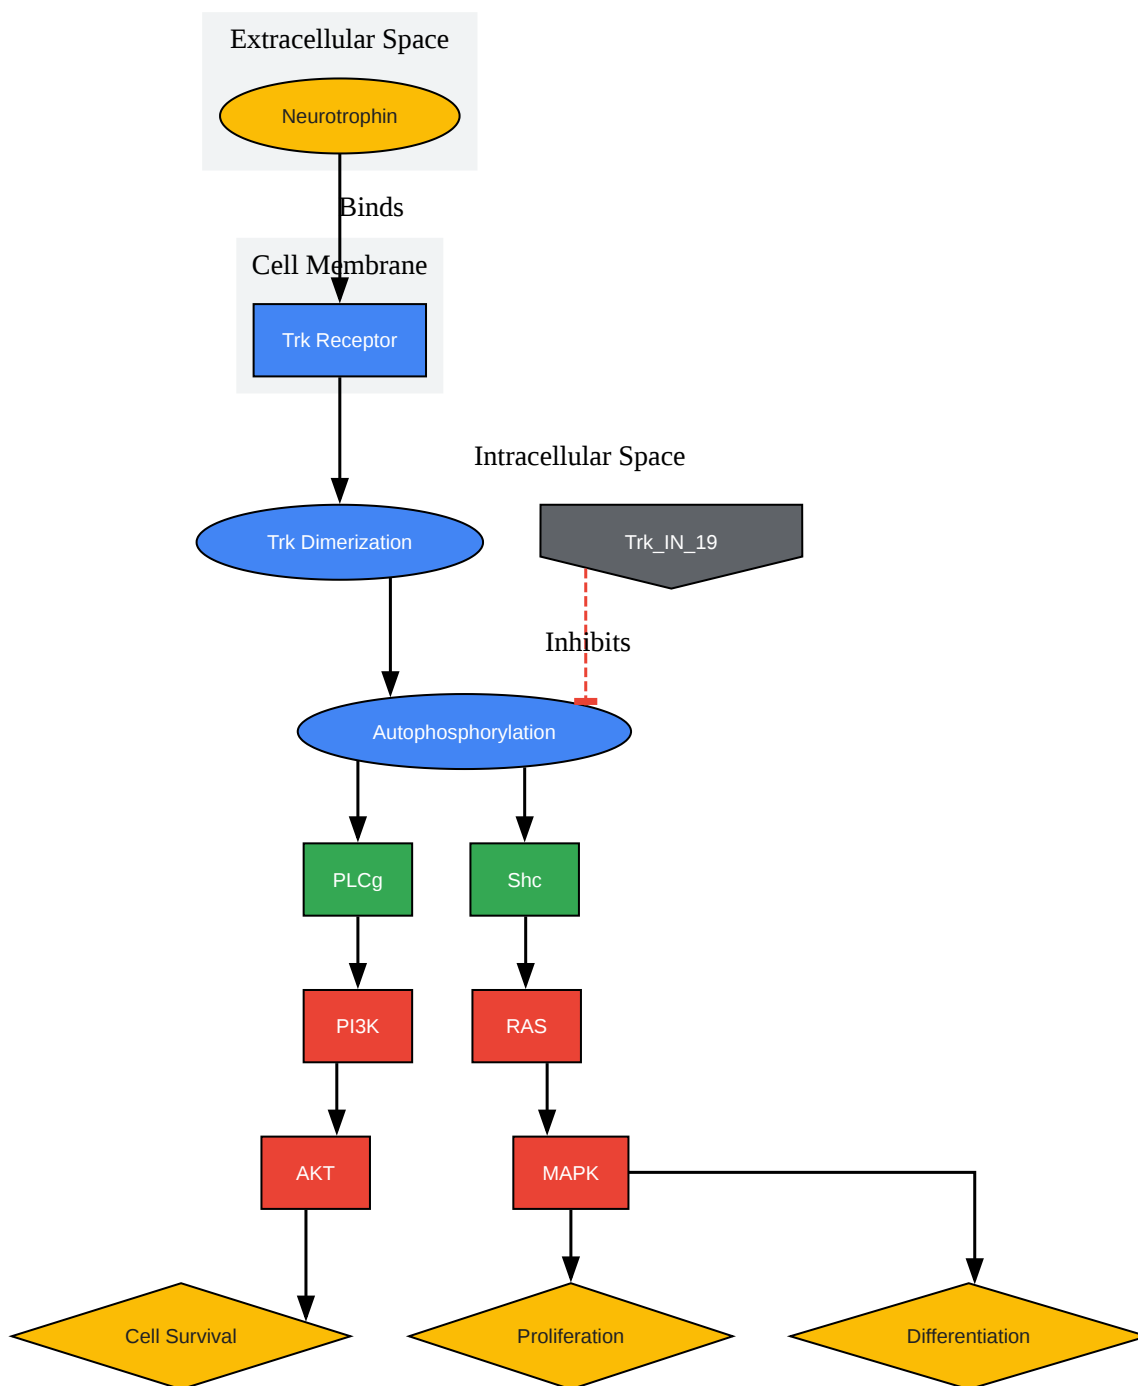 Extracellular Space
Neurotrophin
Binds
Cell Membrane
Trk Receptor
Intracellular Space
Trk Dimerization
Trk_IN_19
Inhibits
Autophosphorylation
PLCg
Shc
PI3K
RAS
AKT
MAPK
Cell Survival
Proliferation
Differentiation